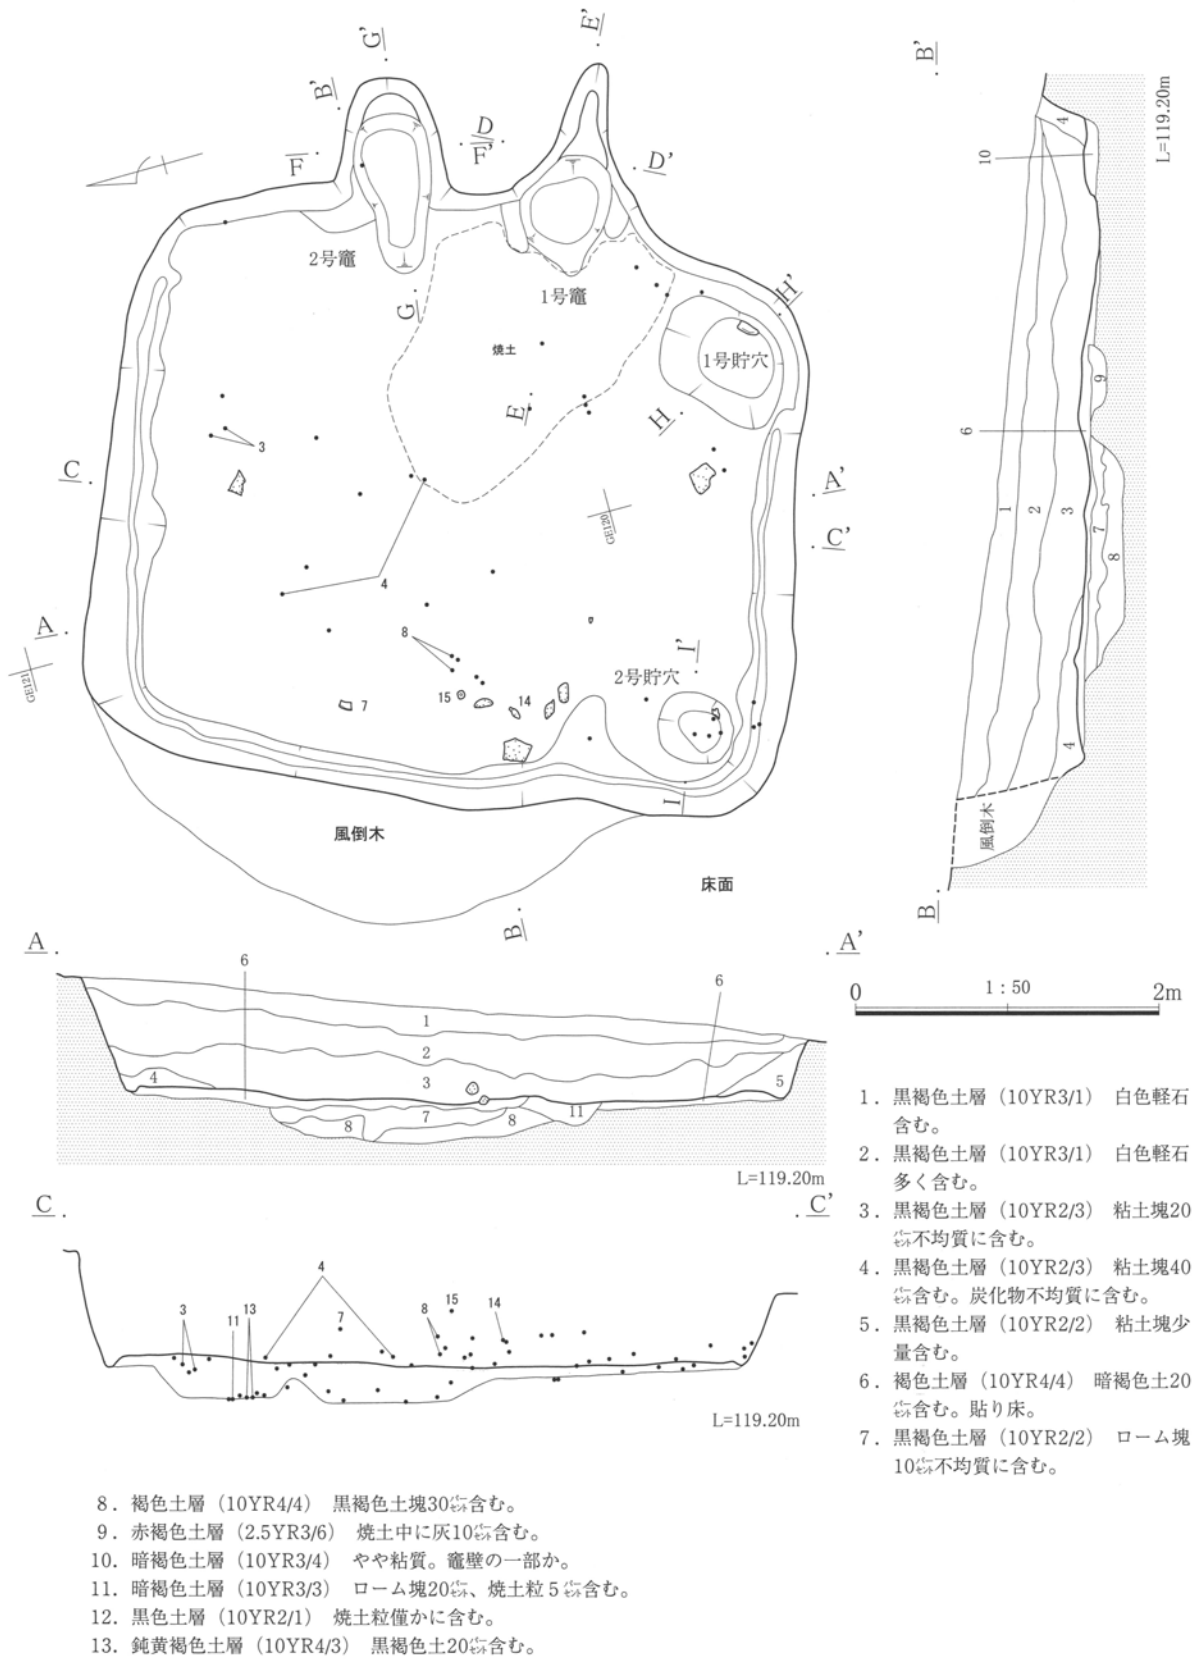 G'
E'
B'
B'
D
F'
F
D'
L=119.20m
4
10
2号竈
1号竈
G
H'
焼土
1号貯穴
E
H
9
6
3
C
A'
C'
GE120
1
2
3
7
8
4
A
8
I'
2号貯穴
GE121
15
14
7
4
I
風倒木
風倒木
床面
B
B
A
A'
6
6
0
1：50
2m
1
2
3
4
5
7
8
8
11
L=119.20m
C
C'
4
15
3
11
13
7
8
14
L=119.20m
1．黒褐色土層（10YR3/1） 白色軽石
含む。
2．黒褐色土層（10YR3/1） 白色軽石
多く含む。
3．黒褐色土層（10YR2/3） 粘土塊20
㌫不均質に含む。
4．黒褐色土層（10YR2/3） 粘土塊40
㌫含む。炭化物不均質に含む。
5．黒褐色土層（10YR2/2） 粘土塊少
量含む。
6．褐色土層（10YR4/4） 暗褐色土20
㌫含む。貼り床。
7．黒褐色土層（10YR2/2） ローム塊
10㌫不均質に含む。
8．褐色土層（10YR4/4） 黒褐色土塊30㌫含む。
9．赤褐色土層（2.5YR3/6） 焼土中に灰10㌫含む。
10．暗褐色土層（10YR3/4） やや粘質。竈壁の一部か。
11．暗褐色土層（10YR3/3） ローム塊20㌫、焼土粒5㌫含む。
12．黒色土層（10YR2/1） 焼土粒僅かに含む。
13．鈍黄褐色土層（10YR4/3） 黒褐色土20㌫含む。